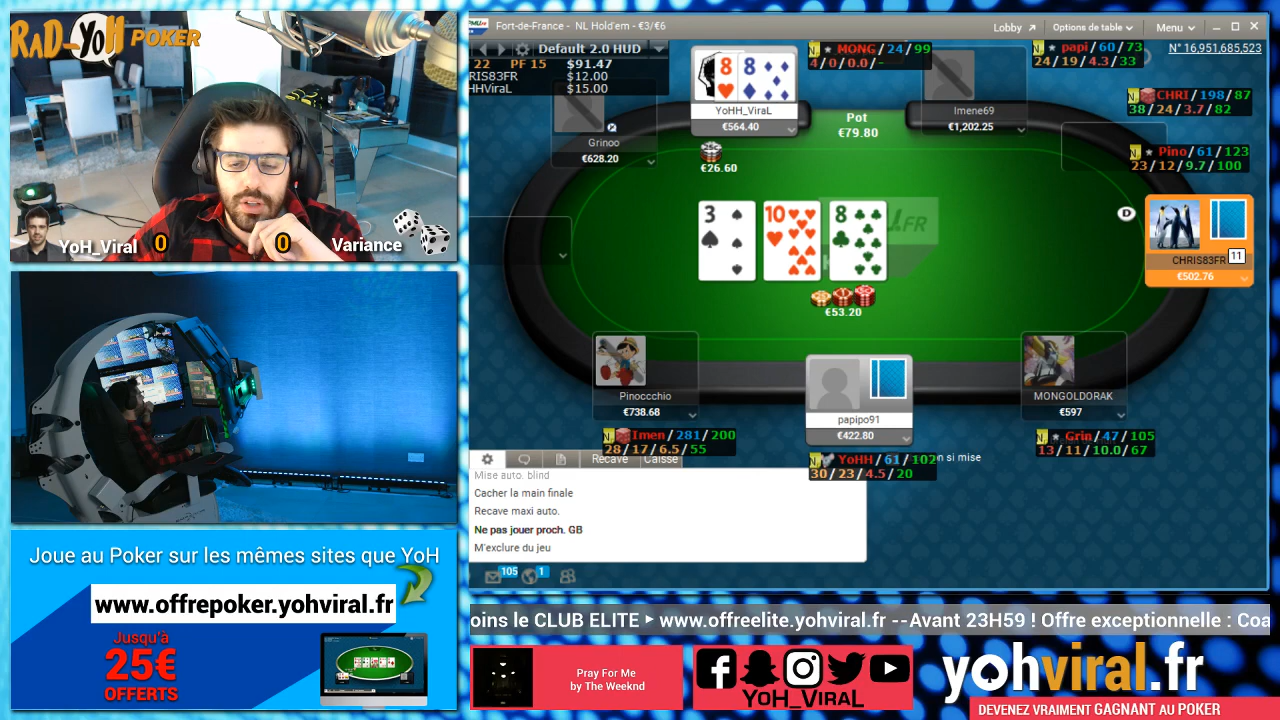 RaD-YoH POKER
YoH_Viral 0
0 Variance
Joue au Poker sur les mêmes sites que YoH
www.offrepoker.yohviral.fr
Jusqu'à
25€
OFFERTS
Fort-de-France - NL Hold'em - €3/€6
Lobby
Options de table
Menu
N° 16,951,685,523
Default 2.0 HUD
22 PF 15 $91.47
RIS83FR $12.00
HHViraL $15.00
MONG/24/99
4/0/0.0/-
papi/60/73
24/19/4.3/33
CHRI/198/87
38/24/3.7/82
Pino/61/123
23/12/9.7/100
8 8
YoHH_ViraL
€564.40
Grinoo
€628.20
Imene69
€1,202.25
Pot
€79.80
€26.60
3 10 8
.FR
D
CHRIS83FR 11
€502.76
€53.20
Pinoccchio
€738.68
papipo91
€422.80
MONGOLDORAK
€597
Imen/281/200
28/17/6.5/55
YoHH/61/102
30/23/4.5/20
n si mise
Grin/47/105
13/11/10.0/67
Recave Caisse
Mise auto. blind
Cacher la main finale
Recave maxi auto.
Ne pas jouer proch. GB
M'exclure du jeu
105
1
oins le CLUB ELITE ▸ www.offreelite.yohviral.fr --Avant 23H59 ! Offre exceptionnelle : Coa
Pray For Me
by The Weeknd
YoH_ViraL
yohviral.fr
DEVENEZ VRAIMENT GAGNANT AU POKER